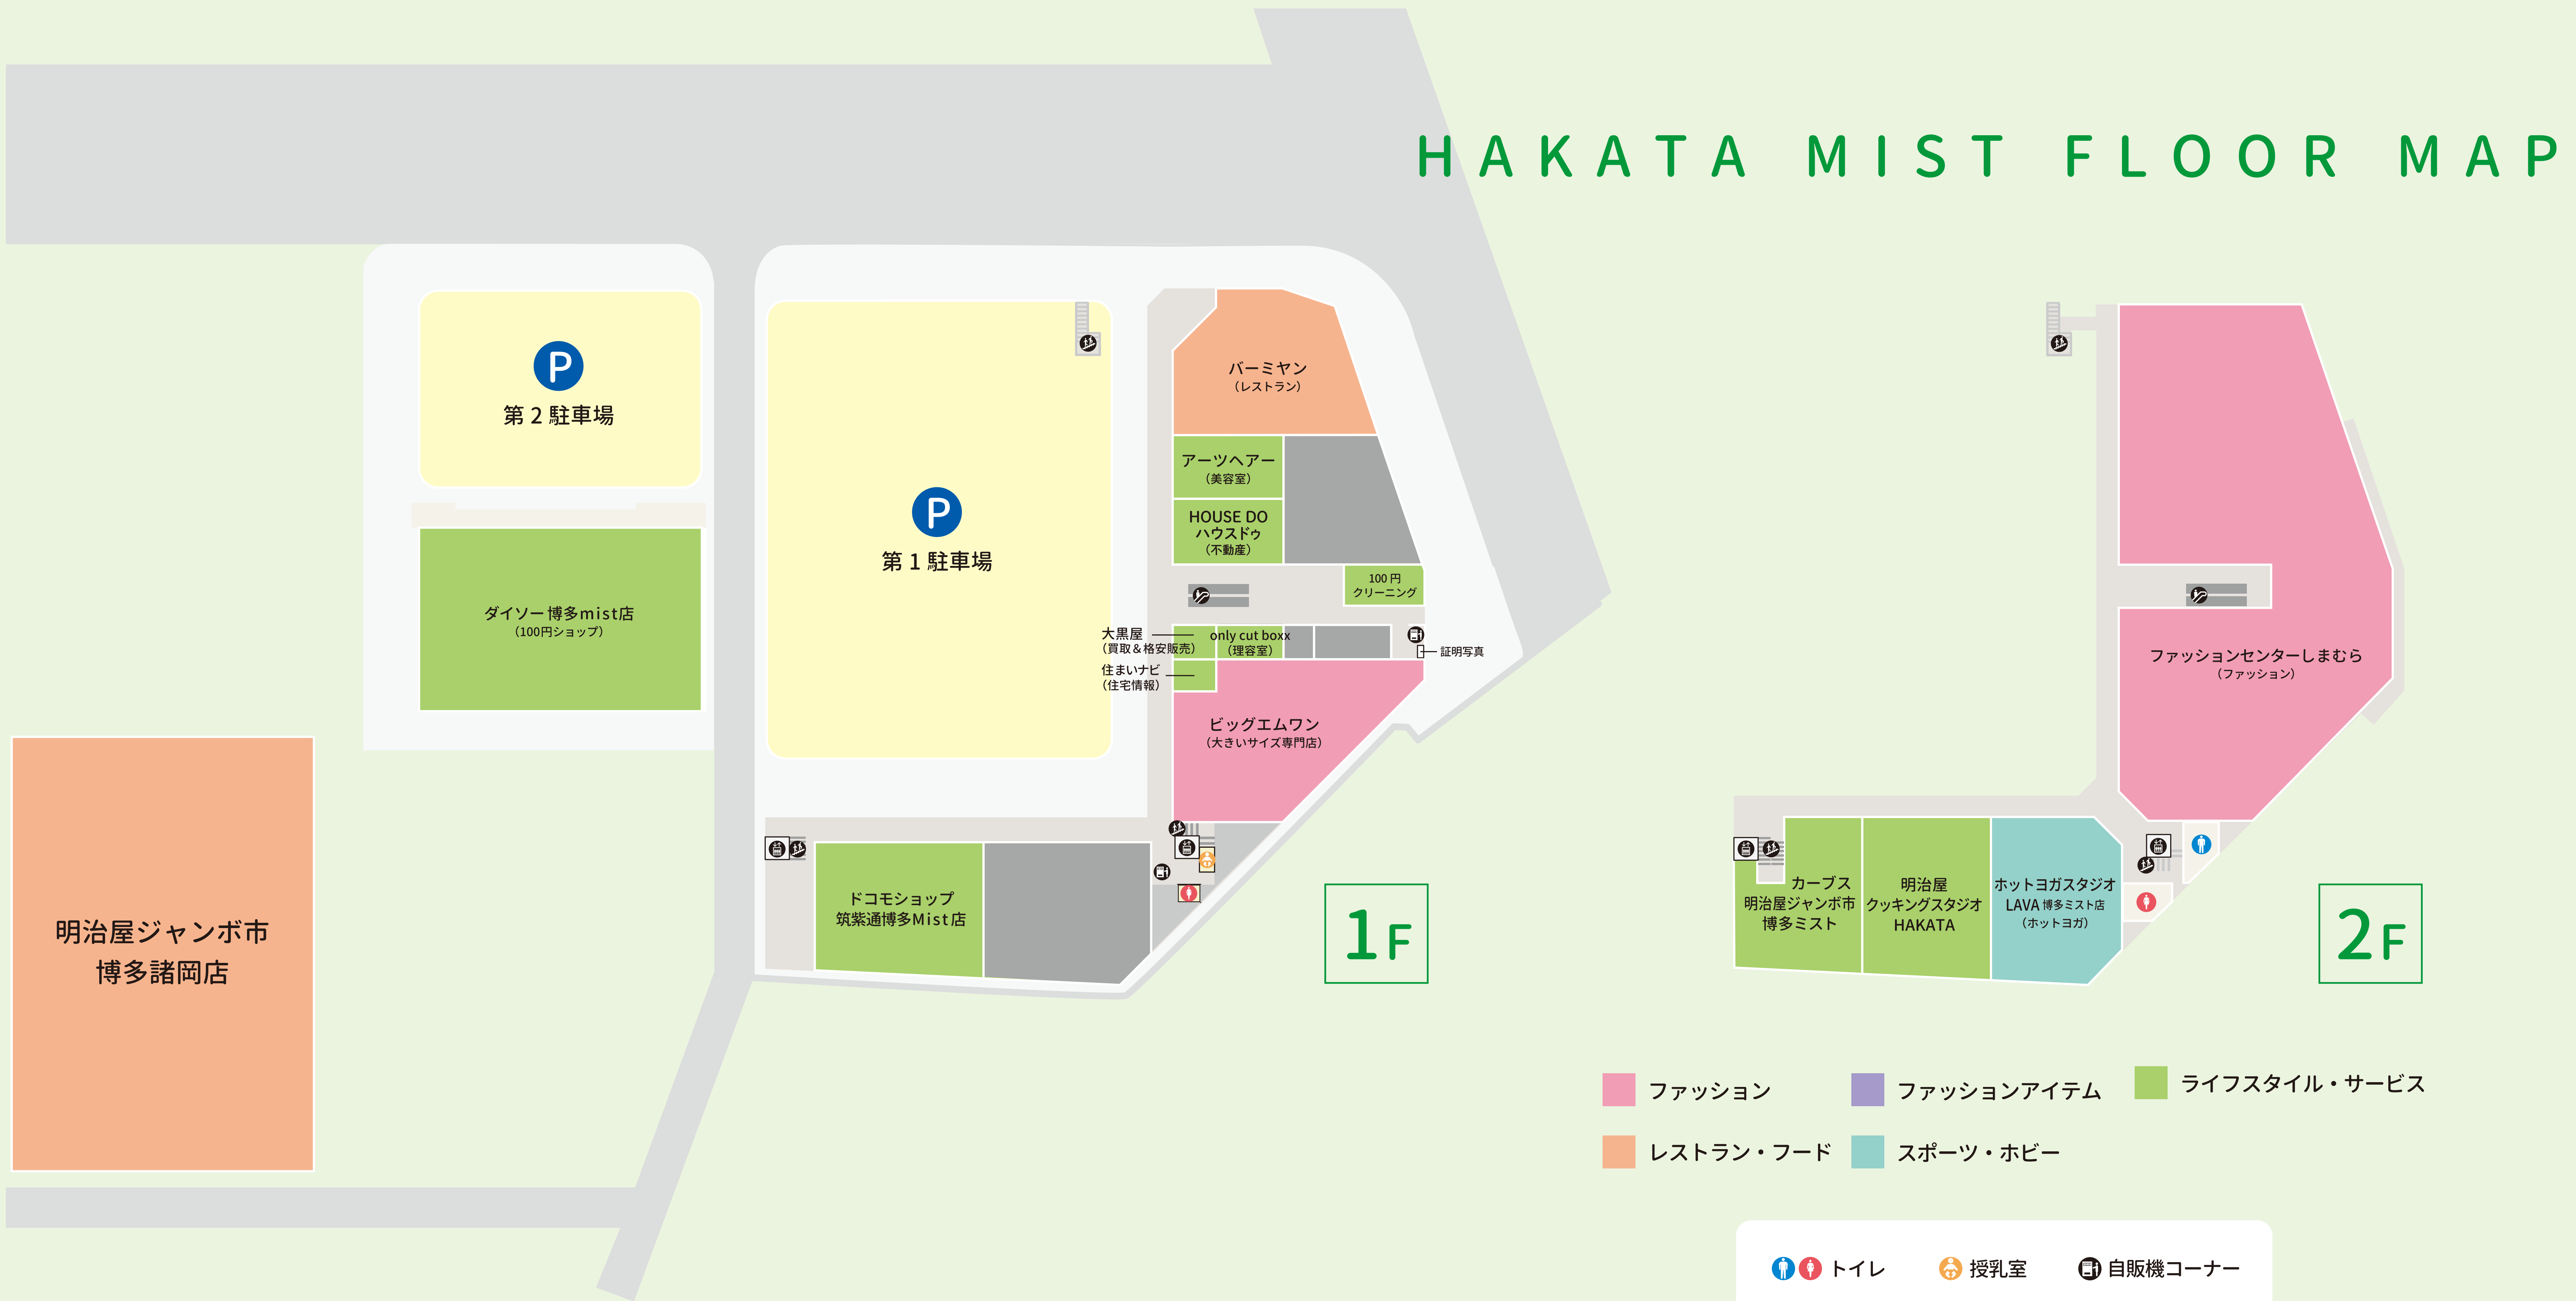 HAKATA MIST FLOOR MAP
P
第2駐車場
ダイソー 博多mist店
（100円ショップ）
明治屋ジャンボ市
博多諸岡店
P
第1駐車場
バーミヤン
（レストラン）
アーツヘアー
（美容室）
HOUSE DO
ハウスドゥ
（不動産）
100 円
クリーニング
大黒屋
（買取＆格安販売）
only cut boxx
（理容室）
証明写真
住まいナビ
（住宅情報）
ビッグエムワン
（大きいサイズ専門店）
ドコモショップ
筑紫通博多Mist店
1F
ファッションセンターしまむら
（ファッション）
カーブス
明治屋ジャンボ市
博多ミスト
明治屋
クッキングスタジオ
HAKATA
ホットヨガスタジオ
LAVA 博多ミスト店
（ホットヨガ）
2F
ファッション
ファッションアイテム
ライフスタイル・サービス
レストラン・フード
スポーツ・ホビー
トイレ
授乳室
自販機コーナー